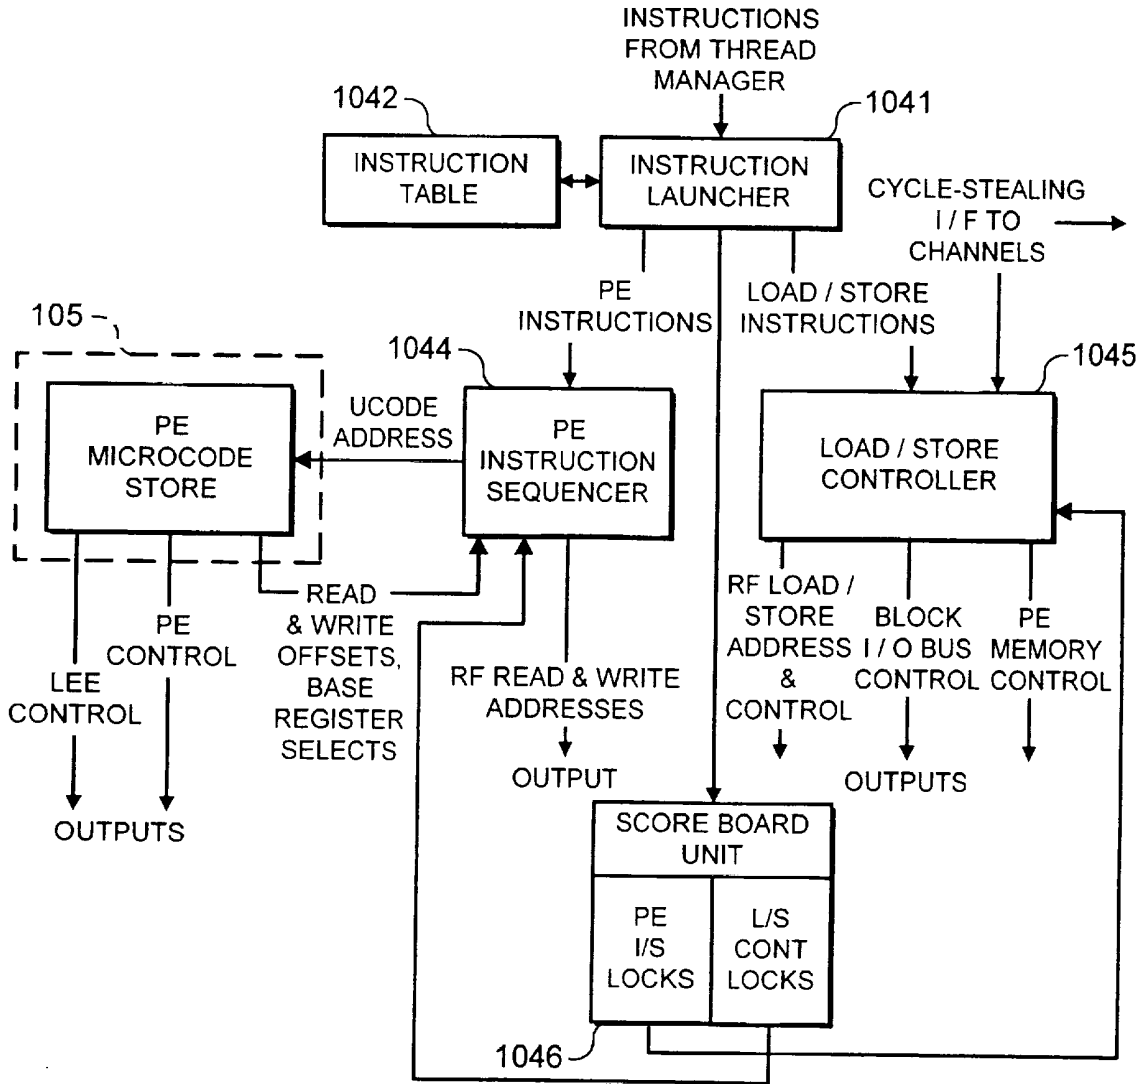 INSTRUCTIONS
FROM THREAD
MANAGER
1042
1041
INSTRUCTION
TABLE
INSTRUCTION
LAUNCHER
CYCLE-STEALING
I / F TO
CHANNELS
PE
INSTRUCTIONS
LOAD / STORE
INSTRUCTIONS
105
1044
1045
PE
MICROCODE
STORE
UCODE
ADDRESS
PE
INSTRUCTION
SEQUENCER
LOAD / STORE
CONTROLLER
LEE
CONTROL
PE
CONTROL
READ
& WRITE
OFFSETS,
BASE
REGISTER
SELECTS
RF READ & WRITE
ADDRESSES
RF LOAD /
STORE
ADDRESS
&
CONTROL
BLOCK
I / O BUS
CONTROL
PE
MEMORY
CONTROL
OUTPUTS
OUTPUT
OUTPUTS
SCORE BOARD
UNIT
PE
I/S
LOCKS
L/S
CONT
LOCKS
1046